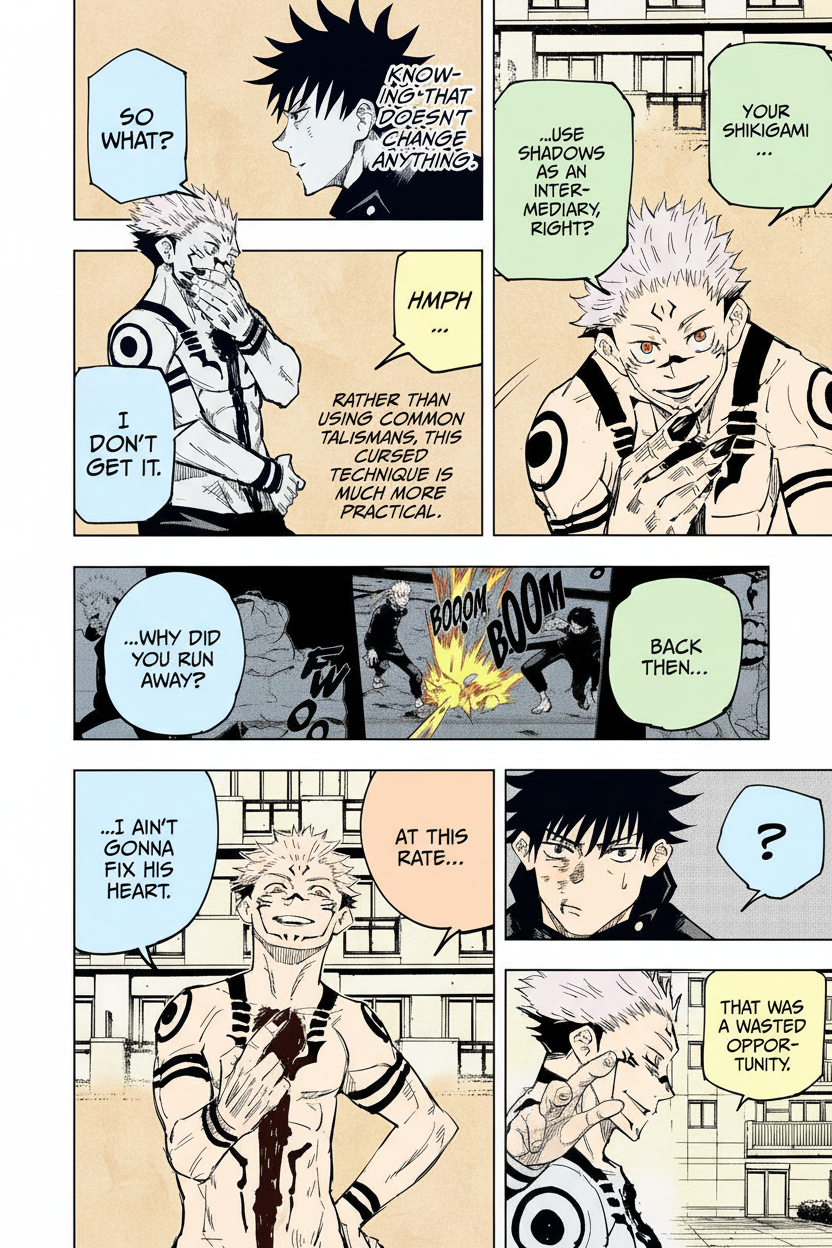 YOUR
SHIKIGAMI
...
...USE
SHADOWS
AS AN
INTER-
MEDIARY,
RIGHT?
KNOW-
ING THAT
DOESN'T
CHANGE
ANYTHING.
SO
WHAT?
HMPH
...
RATHER THAN
USING COMMON
TALISMANS, THIS
CURSED
TECHNIQUE IS
MUCH MORE
PRACTICAL.
I
DON'T
GET IT.
BACK
THEN...
BOOM
BOOOM
FWOO
...WHY DID
YOU RUN
AWAY?
?
THAT WAS
A WASTED
OPPOR-
TUNITY.
AT THIS
RATE...
...I AIN'T
GONNA
FIX HIS
HEART.